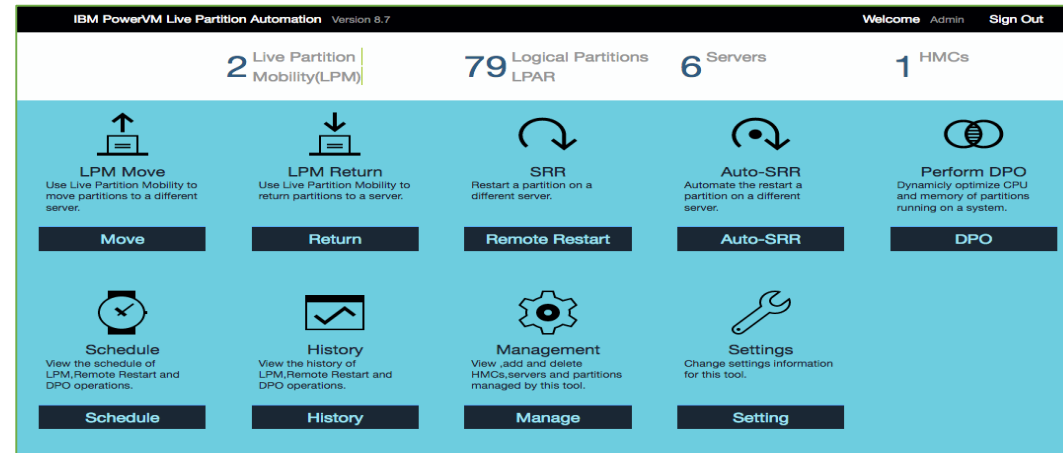 IBM PowerVM Live Partition Automation Version 8.7
Welcome Admin Sign Out
2 Live Partition
Mobility(LPM)
79 Logical Partitions
LPAR
6 Servers
1 HMCs
LPM Move
Use Live Partition Mobility to
move partitions to a different
server.
Move
LPM Return
Use Live Partition Mobility to
return partitions to a server.
Return
SRR
Restart a partition on a
different server.
Remote Restart
Auto-SRR
Automate the restart a
partition on a different
server.
Auto-SRR
Perform DPO
Dynamicly optimize CPU
and memory of partitions
running on a system.
DPO
Schedule
View the schedule of
LPM,Remote Restart and
DPO operations.
Schedule
History
View the history of
LPM,Remote Restart and
DPO operations.
History
Management
View ,add and delete
HMCs,servers and partitions
managed by this tool.
Manage
Settings
Change settings information
for this tool.
Setting